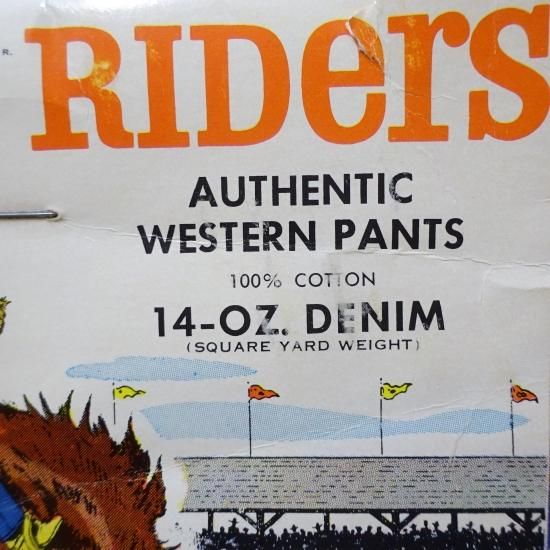 R.
RIDers
AUTHENTIC
WESTERN PANTS
100% COTTON
14-OZ. DENIM
(SQUARE YARD WEIGHT)